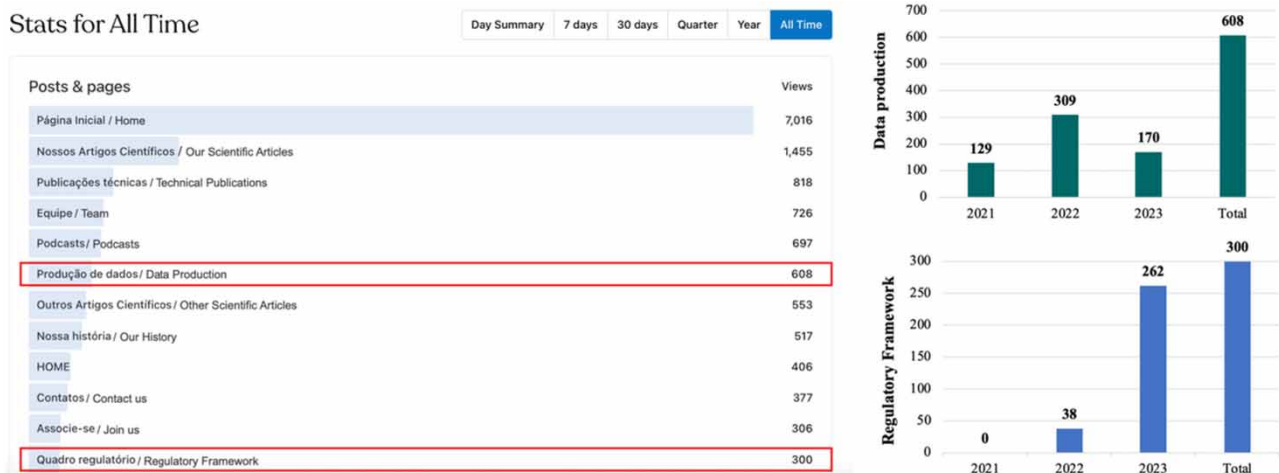 Stats for All Time
Day Summary 7 days 30 days Quarter Year All Time
Posts & pages Views
Página Inicial / Home 7,016
Nossos Artigos Científicos / Our Scientific Articles 1,455
Publicações técnicas / Technical Publications 818
Equipe / Team 726
Podcasts / Podcasts 697
Produção de dados / Data Production 608
Outros Artigos Científicos / Other Scientific Articles 553
Nossa história / Our History 517
HOME 406
Contatos / Contact us 377
Associe-se / Join us 306
Quadro regulatório / Regulatory Framework 300
Data production
700
600
500
400
300
200
100
0
129
309
170
608
2021 2022 2023 Total
Regulatory Framework
300
250
200
150
100
50
0
0
38
262
300
2021 2022 2023 Total